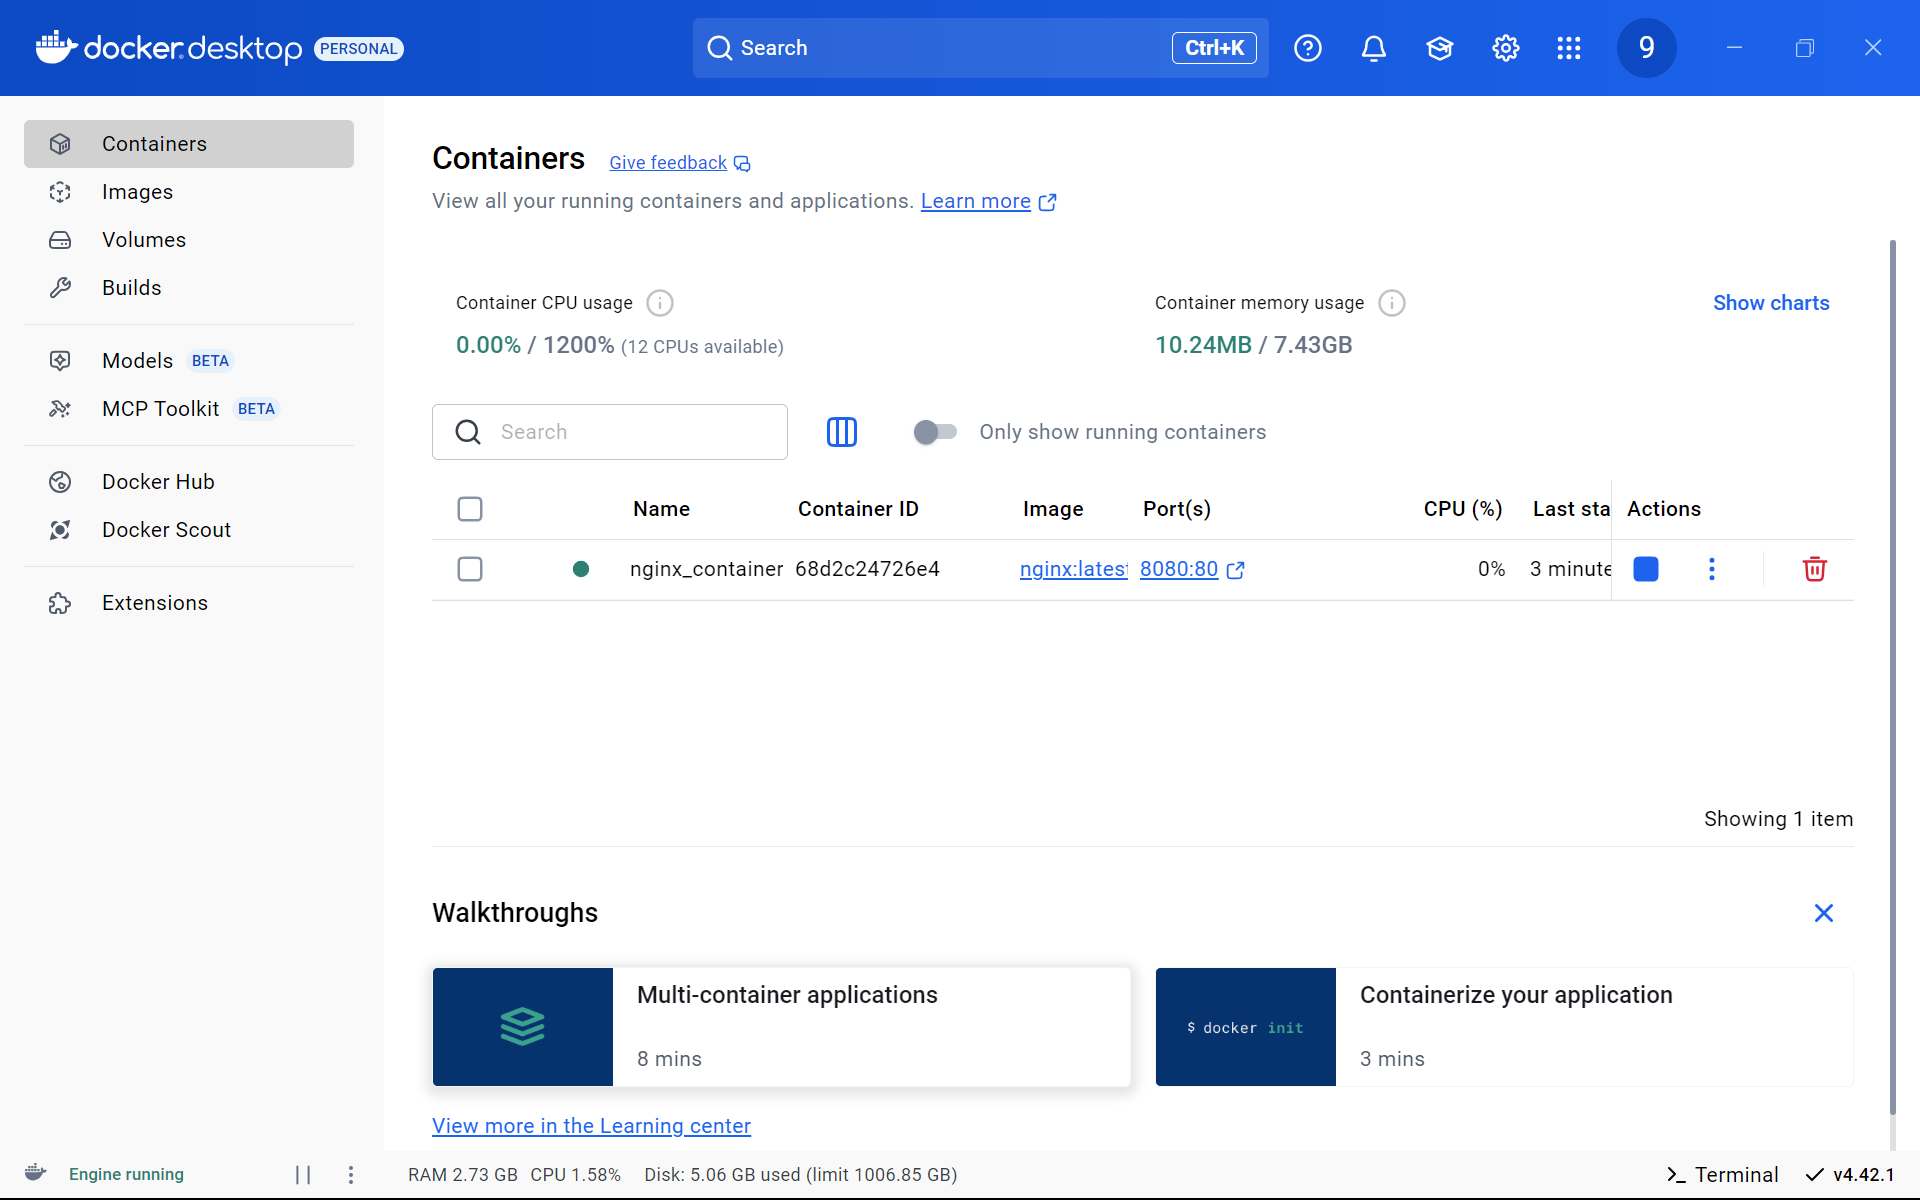 docker.desktop PERSONAL
Search Ctrl+K
9
Containers
Images
Volumes
Builds
Models BETA
MCP Toolkit BETA
Docker Hub
Docker Scout
Extensions
Containers Give feedback
View all your running containers and applications. Learn more
Container CPU usage
0.00% / 1200% (12 CPUs available)
Container memory usage
10.24MB / 7.43GB
Show charts
Search
Only show running containers
Name Container ID Image Port(s) CPU (%) Last sta Actions
nginx_container 68d2c24726e4 nginx:latest 8080:80 0% 3 minute
Showing 1 item
Walkthroughs
Multi-container applications
8 mins
$ docker init
Containerize your application
3 mins
View more in the Learning center
Engine running
RAM 2.73 GB CPU 1.58% Disk: 5.06 GB used (limit 1006.85 GB)
Terminal
v4.42.1